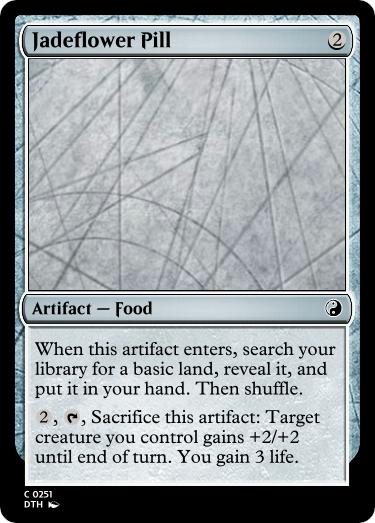 Jadeflower Pill 2
Artifact — Food
When this artifact enters, search your
library for a basic land, reveal it, and
put it in your hand. Then shuffle.
2, , Sacrifice this artifact: Target
creature you control gains +2/+2
until end of turn. You gain 3 life.
C 0251
DTH